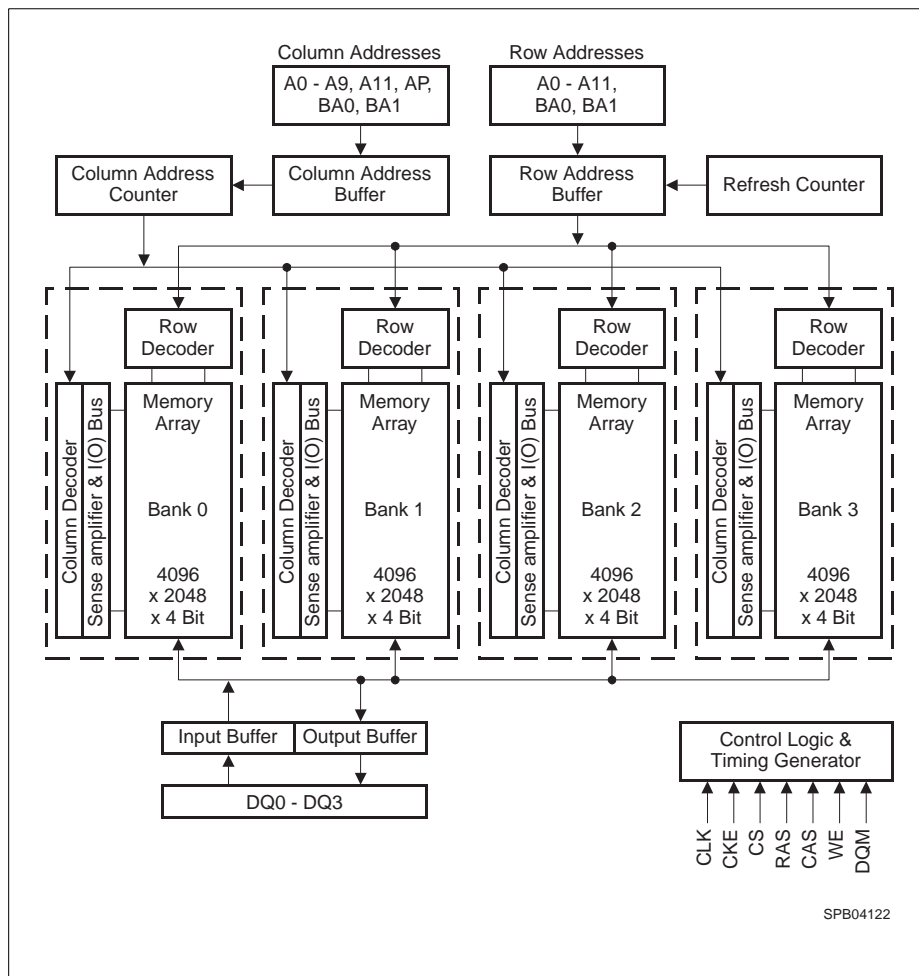 Column Addresses
A0 - A9, A11, AP,
BA0, BA1
Row Addresses
A0 - A11,
BA0, BA1
Column Address
Counter
Column Address
Buffer
Row Address
Buffer
Refresh Counter
Row
Decoder
Column Decoder
Sense amplifier & I(O) Bus
Memory
Array
Bank 0
4096
x 2048
x 4 Bit
Row
Decoder
Column Decoder
Sense amplifier & I(O) Bus
Memory
Array
Bank 1
4096
x 2048
x 4 Bit
Row
Decoder
Column Decoder
Sense amplifier & I(O) Bus
Memory
Array
Bank 2
4096
x 2048
x 4 Bit
Row
Decoder
Column Decoder
Sense amplifier & I(O) Bus
Memory
Array
Bank 3
4096
x 2048
x 4 Bit
Input Buffer
Output Buffer
DQ0 - DQ3
Control Logic &
Timing Generator
CLK
CKE
CS
RAS
CAS
WE
DQM
SPB04122